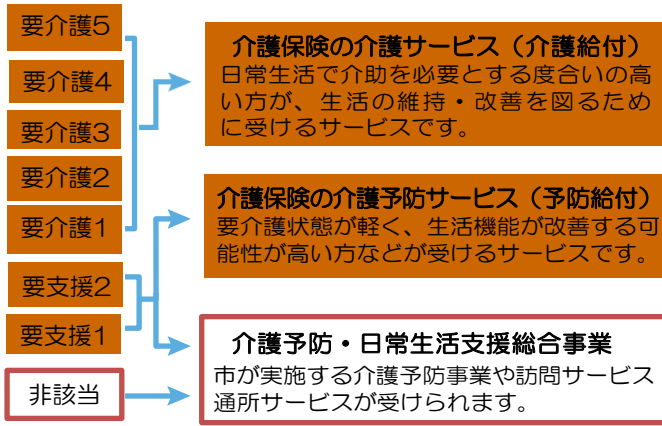 要介護5
要介護4
要介護3
要介護2
要介護1
要支援2
要支援1
非該当
介護保険の介護サービス（介護給付）
日常生活で介助を必要とする度合いの高
い方が、生活の維持・改善を図るため
に受けるサービスです。
介護保険の介護予防サービス（予防給付）
要介護状態が軽く、生活機能が改善する可
能性が高い方などが受けるサービスです。
介護予防・日常生活支援総合事業
市が実施する介護予防事業や訪問サービス
通所サービスが受けられます。